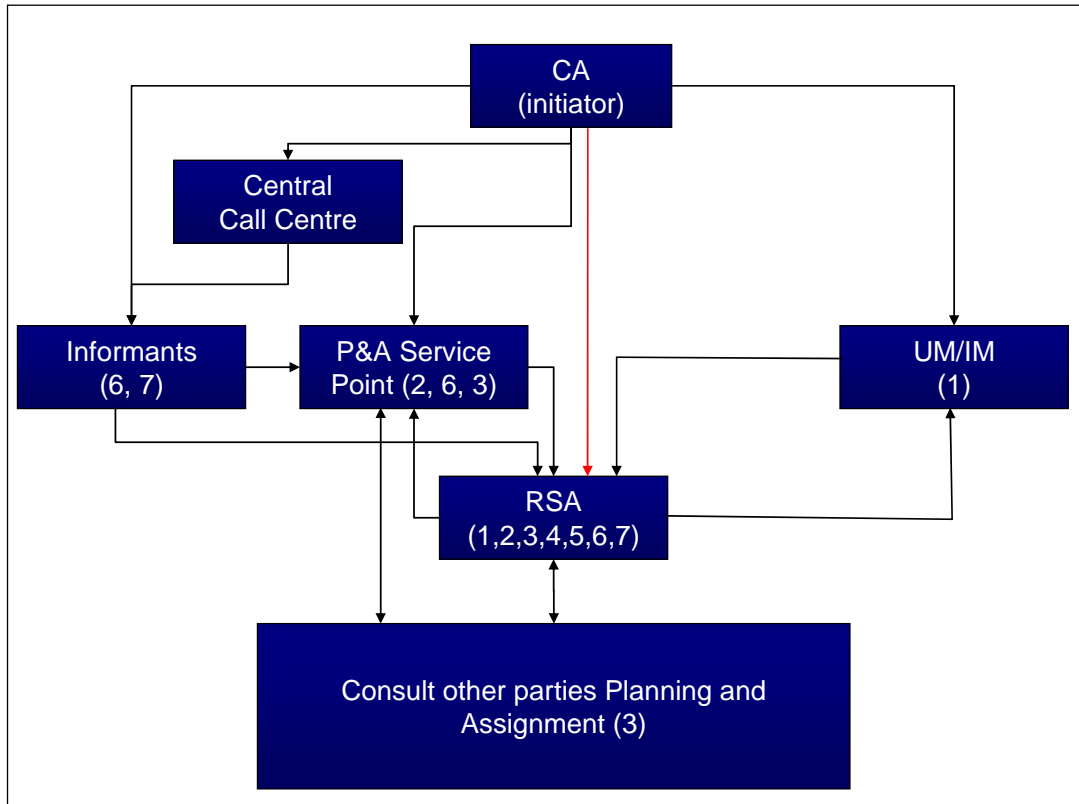 CA
(initiator)
Central
Call Centre
Informants
(6, 7)
P&A Service
Point (2, 6, 3)
UM/IM
(1)
RSA
(1,2,3,4,5,6,7)
Consult other parties Planning and
Assignment (3)